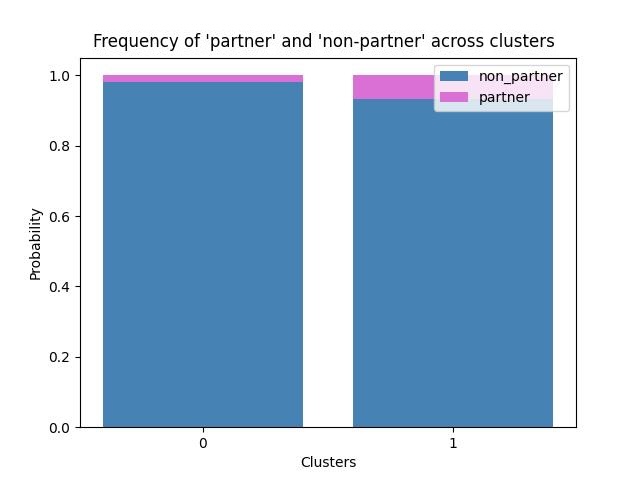 Frequency of 'partner' and 'non-partner' across clusters
non_partner
partner
1.0
0.8
0.6
0.4
0.2
0.0
Probability
0
1
Clusters